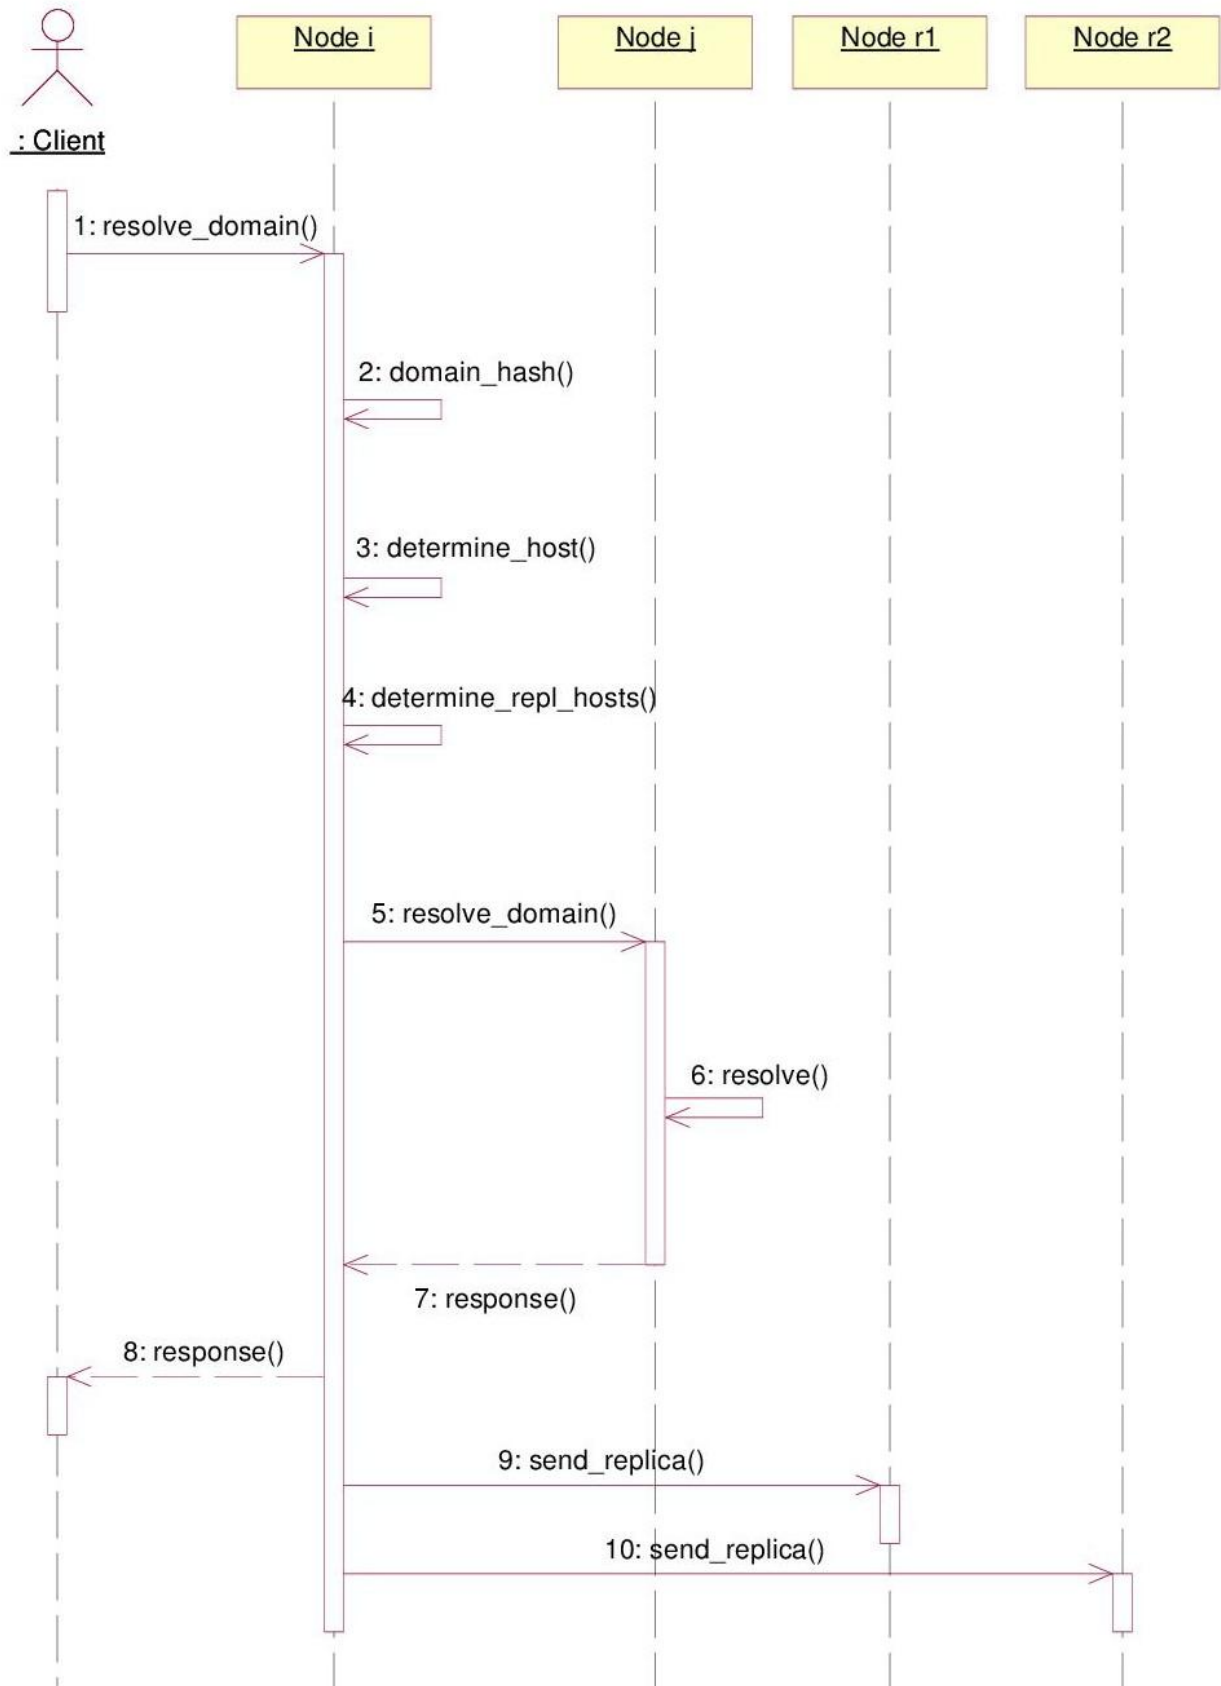 Node i
Node j
Node r1
Node r2
: Client
1: resolve_domain()
2: domain_hash()
3: determine_host()
4: determine_repl_hosts()
5: resolve_domain()
6: resolve()
7: response()
8: response()
9: send_replica()
10: send_replica()